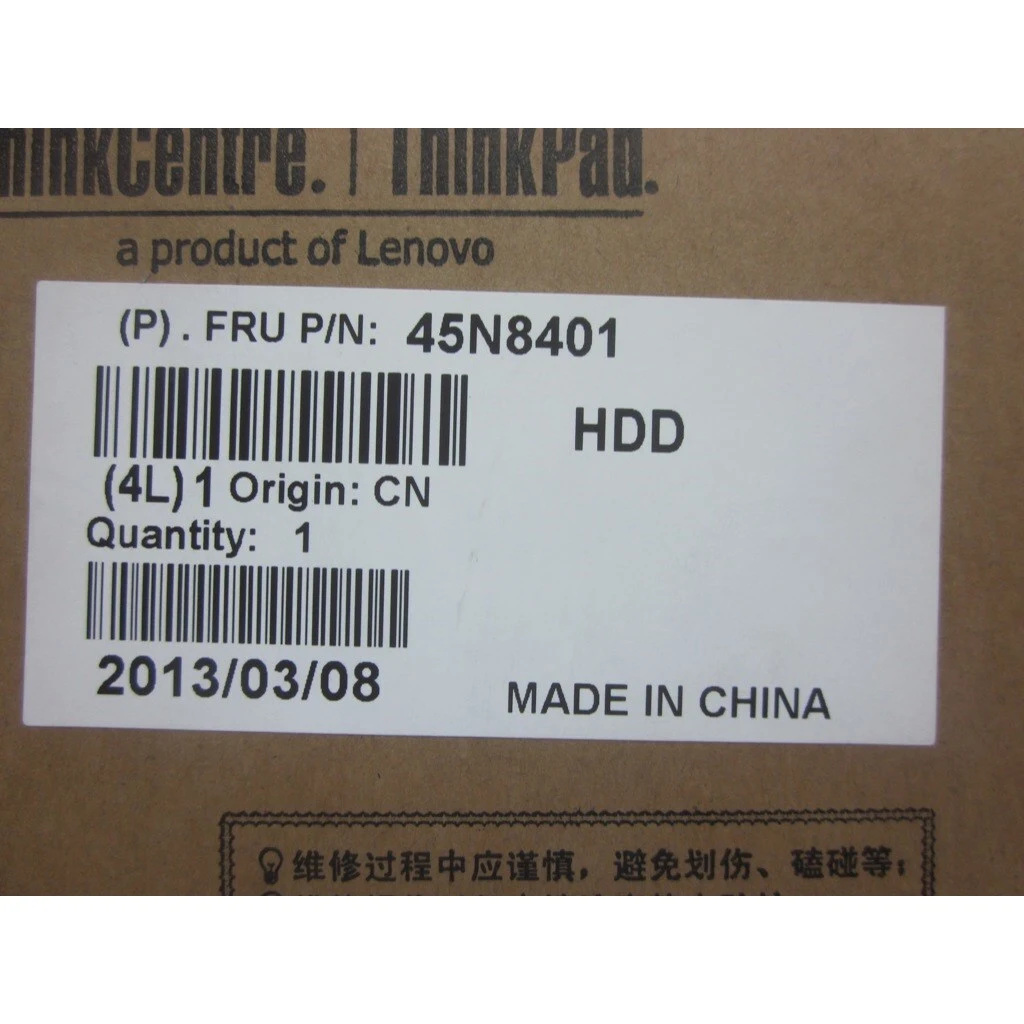 ThinkCentre. | ThinkPad.
a product of Lenovo
(P) . FRU P/N: 45N8401
HDD
(4L) 1 Origin: CN
Quantity: 1
2013/03/08
MADE IN CHINA
维修过程中应谨慎，避免划伤、磕碰等；